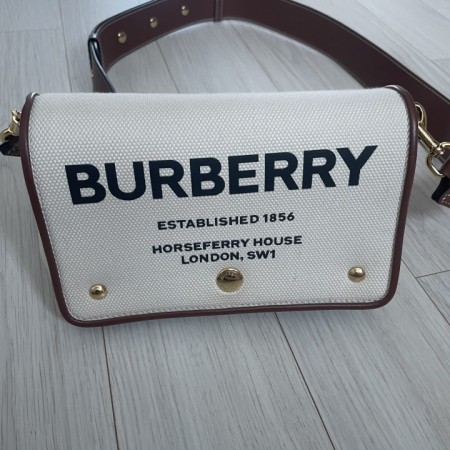 BURBERRY
ESTABLISHED 1856
HORSEFERRY HOUSE
LONDON, SW1